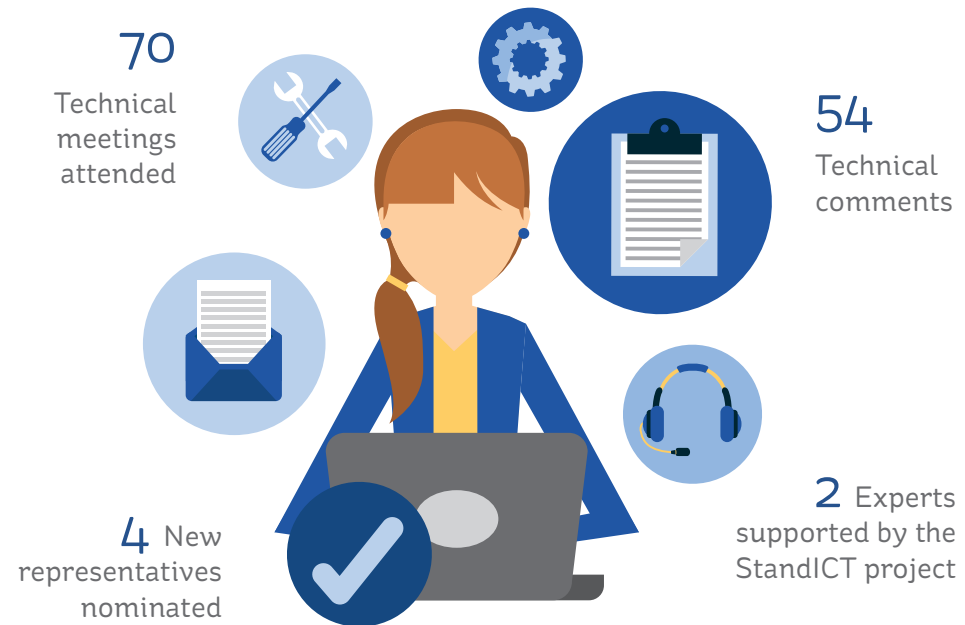 70
Technical
meetings
attended
54
Technical
comments
4 New
representatives
nominated
2 Experts
supported by the
StandICT project